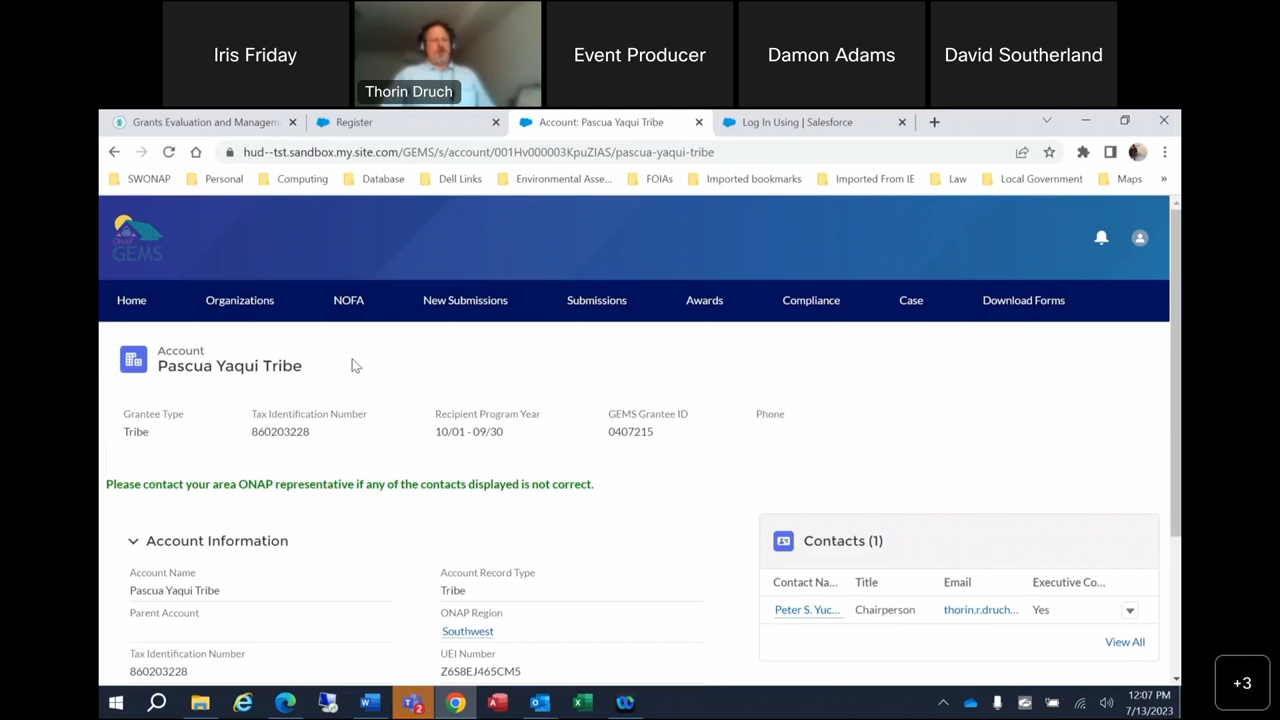 Iris Friday
Thorin Druch
Event Producer
Damon Adams
David Southerland
Grants Evaluation and Managem
Register
Account: Pascua Yaqui Tribe
Log In Using | Salesforce
hud--tst.sandbox.my.site.com/GEMS/s/account/001Hv000003KpuZIAS/pascua-yaqui-tribe
SWONAP Personal Computing Database Dell Links Environmental Asse... FOIAs Imported bookmarks Imported From IE Law Local Government Maps »
ONAP
GEMS
Home Organizations NOFA New Submissions Submissions Awards Compliance Case Download Forms
Account
Pascua Yaqui Tribe
Grantee Type Tax Identification Number Recipient Program Year GEMS Grantee ID Phone
Tribe 860203228 10/01 - 09/30 0407215
Please contact your area ONAP representative if any of the contacts displayed is not correct.
Account Information
Account Name
Pascua Yaqui Tribe
Parent Account
Tax Identification Number
860203228
Account Record Type
Tribe
ONAP Region
Southwest
UEI Number
Z6S8EJ465CM5
Contacts (1)
Contact Na... Title Email Executive Co...
Peter S. Yuc... Chairperson thorin.r.druch... Yes
View All
12:07 PM
7/13/2023
+3